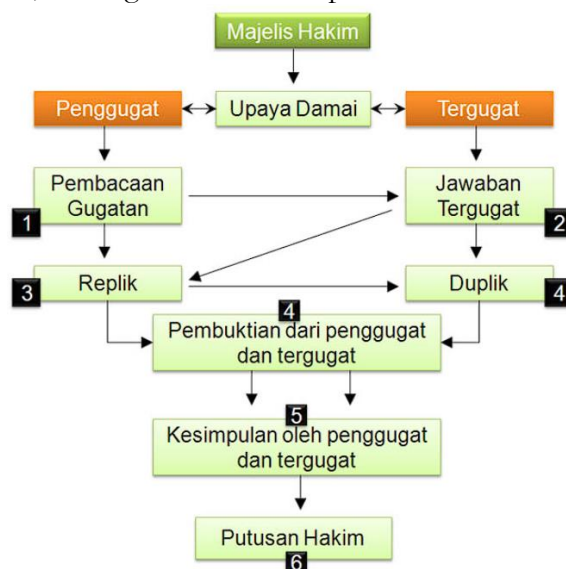 Majelis Hakim
Penggugat
Upaya Damai
Tergugat
Pembacaan
Gugatan
1
Jawaban
Tergugat
2
3
Replik
Duplik
4
4
Pembuktian dari penggugat
dan tergugat
5
Kesimpulan oleh penggugat
dan tergugat
Putusan Hakim
6